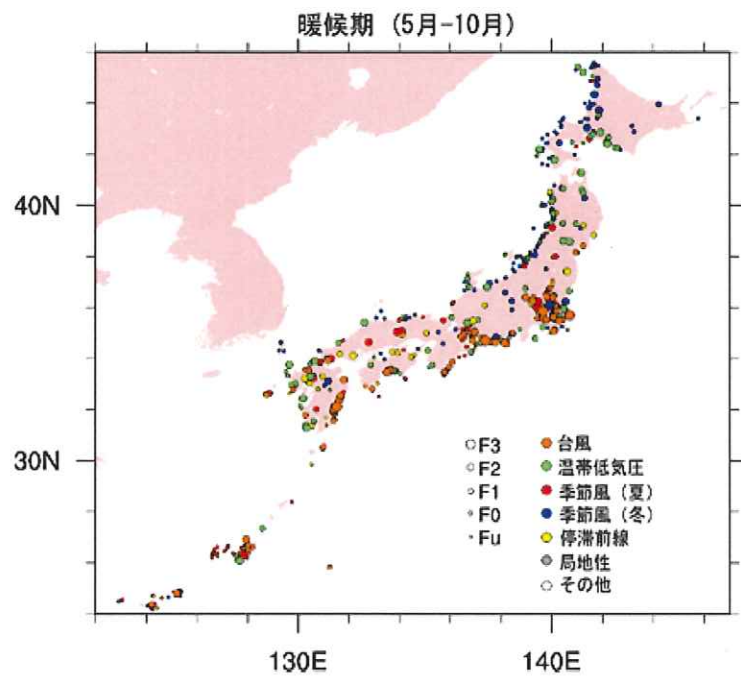 暖候期 (5月-10月)
40N
30N
F3
F2
F1
F0
Fu
台風
温帯低気圧
季節風 (夏)
季節風 (冬)
停滞前線
局地性
その他
130E
140E